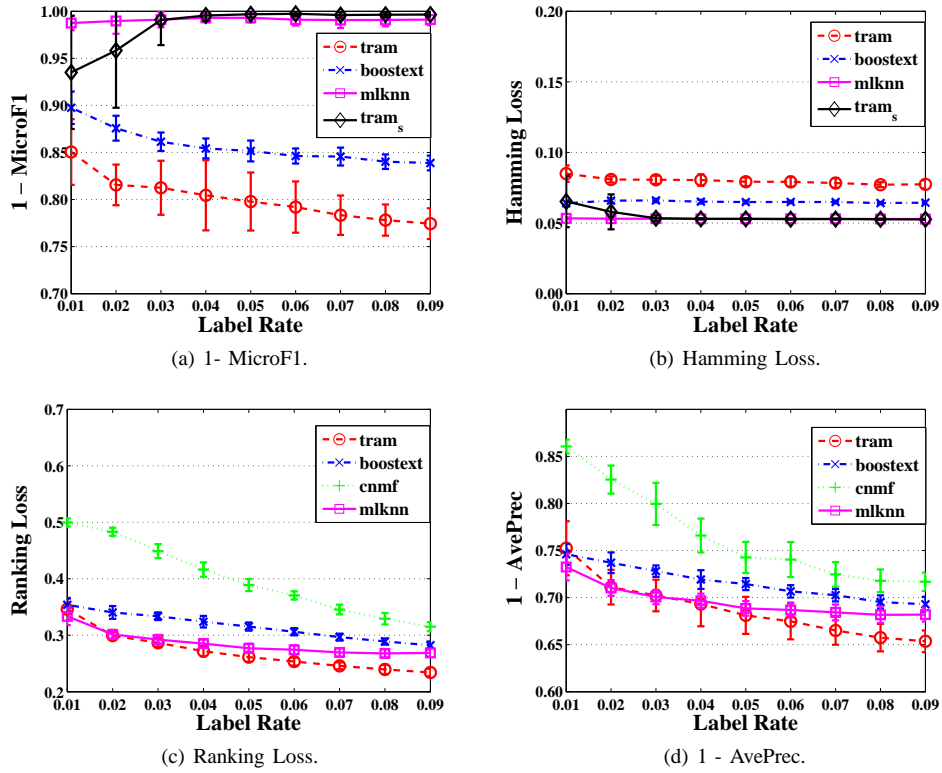 1.00
0.95
0.90
0.85
0.80
0.75
0.70
1 − MicroF1
tram
boostext
mlknn
tram_s
0.01 0.02 0.03 0.04 0.05 0.06 0.07 0.08 0.09
Label Rate
(a) 1- MicroF1.
0.20
0.15
0.10
0.05
0.00
Hamming Loss
tram
boostext
mlknn
tram_s
0.01 0.02 0.03 0.04 0.05 0.06 0.07 0.08 0.09
Label Rate
(b) Hamming Loss.
0.7
0.6
0.5
0.4
0.3
0.2
Ranking Loss
tram
boostext
cnmf
mlknn
0.01 0.02 0.03 0.04 0.05 0.06 0.07 0.08 0.09
Label Rate
(c) Ranking Loss.
0.85
0.80
0.75
0.70
0.65
0.60
1 − AvePrec
tram
boostext
cnmf
mlknn
0.01 0.02 0.03 0.04 0.05 0.06 0.07 0.08 0.09
Label Rate
(d) 1 - AvePrec.